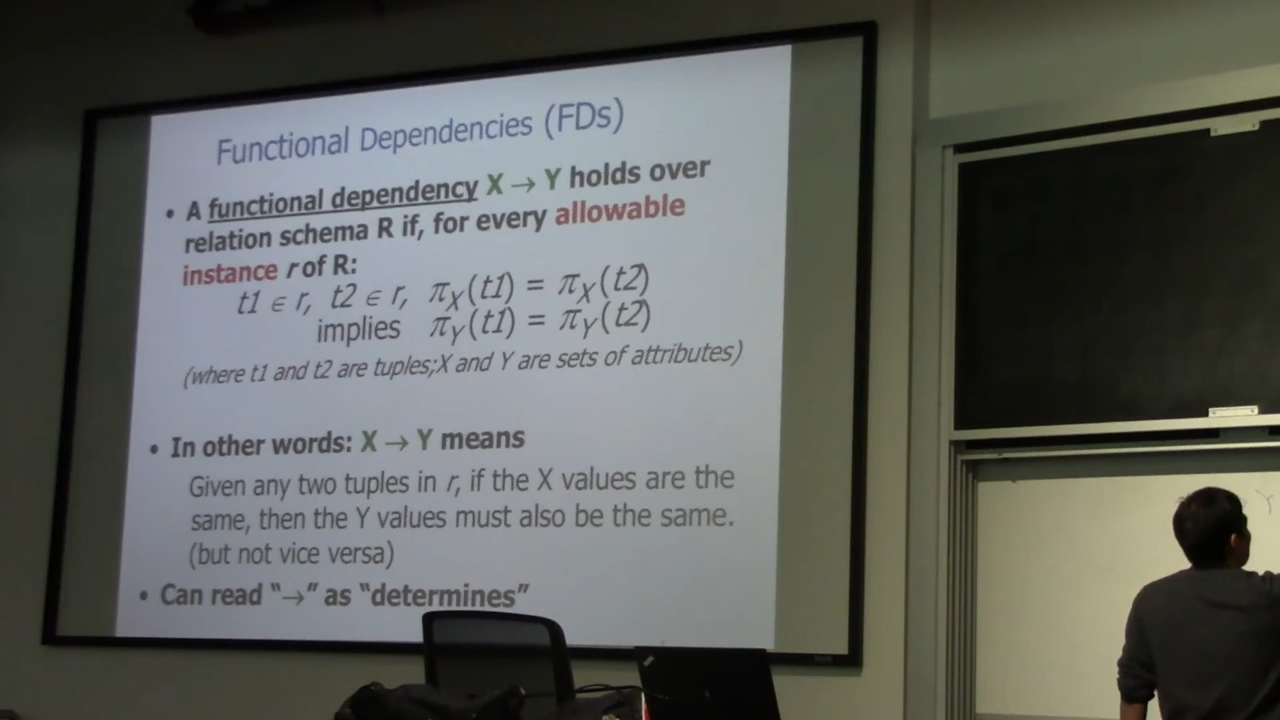 Functional Dependencies (FDs)
• A functional dependency X → Y holds over
relation schema R if, for every allowable
instance r of R:
t1 ∈ r, t2 ∈ r, πX(t1) = πX(t2)
implies πY(t1) = πY(t2)
(where t1 and t2 are tuples;X and Y are sets of attributes)
• In other words: X → Y means
Given any two tuples in r, if the X values are the
same, then the Y values must also be the same.
(but not vice versa)
• Can read “→” as “determines”
Y